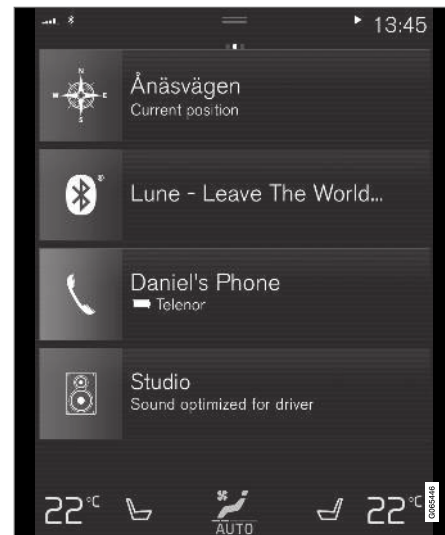 13:45
N
E
S
Ånäsvägen
Current position
Lune - Leave The World...
Daniel's Phone
Telenor
Studio
Sound optimized for driver
22°C
AUTO
22°C
G065446